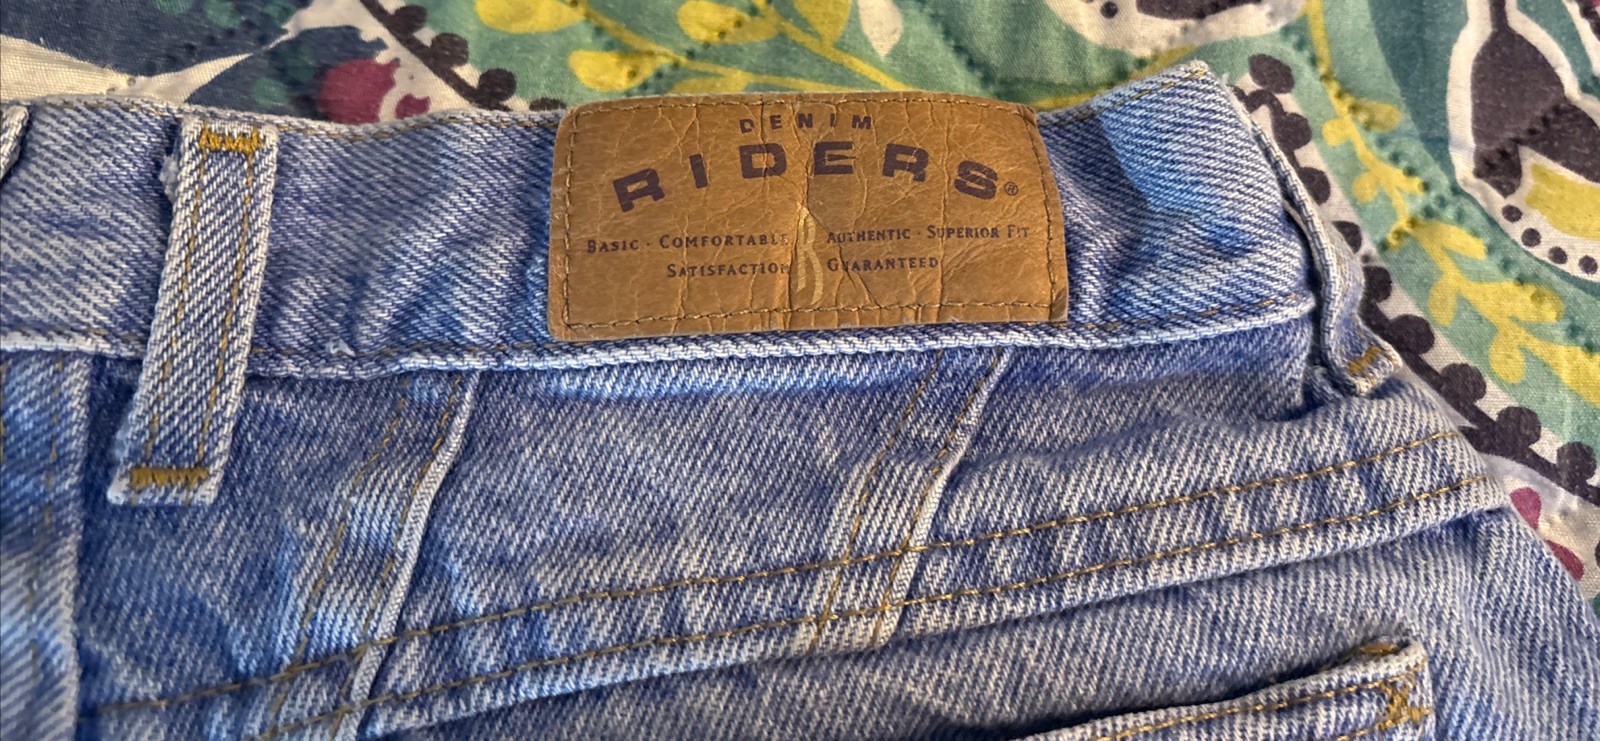 DENIM
RIDERS®
BASIC · COMFORTABLE AUTHENTIC · SUPERIOR FIT
SATISFACTION GUARANTEED